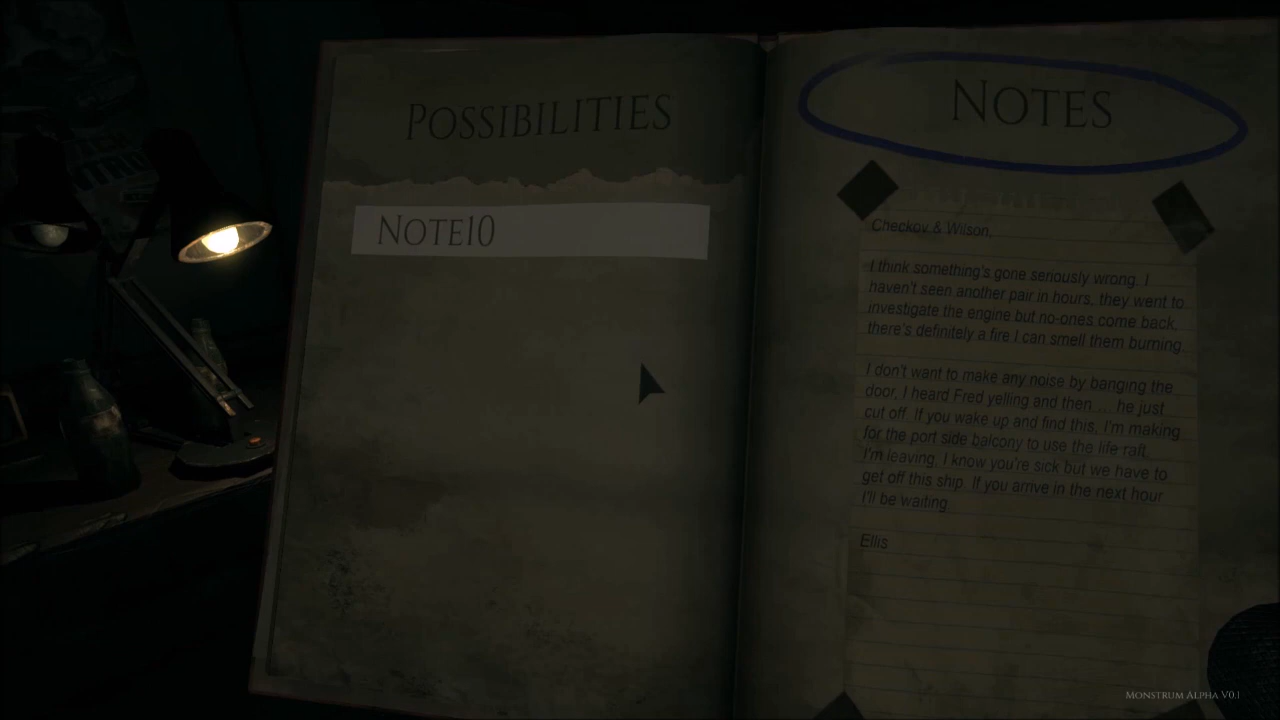 Possibilities
Notes
Note10
Checkov & Wilson,
I think something's gone seriously wrong. I
haven't seen another pair in hours, they went to
investigate the engine but no-ones come back,
there's definitely a fire I can smell them burning.
I don't want to make any noise by banging the
door, I heard Fred yelling and then ... he just
cut off. If you wake up and find this, I'm making
for the port side balcony to use the life raft.
I'm leaving. I know you're sick but we have to
get off this ship. If you arrive in the next hour
I'll be waiting
Ellis
Monstrum Alpha V0.1